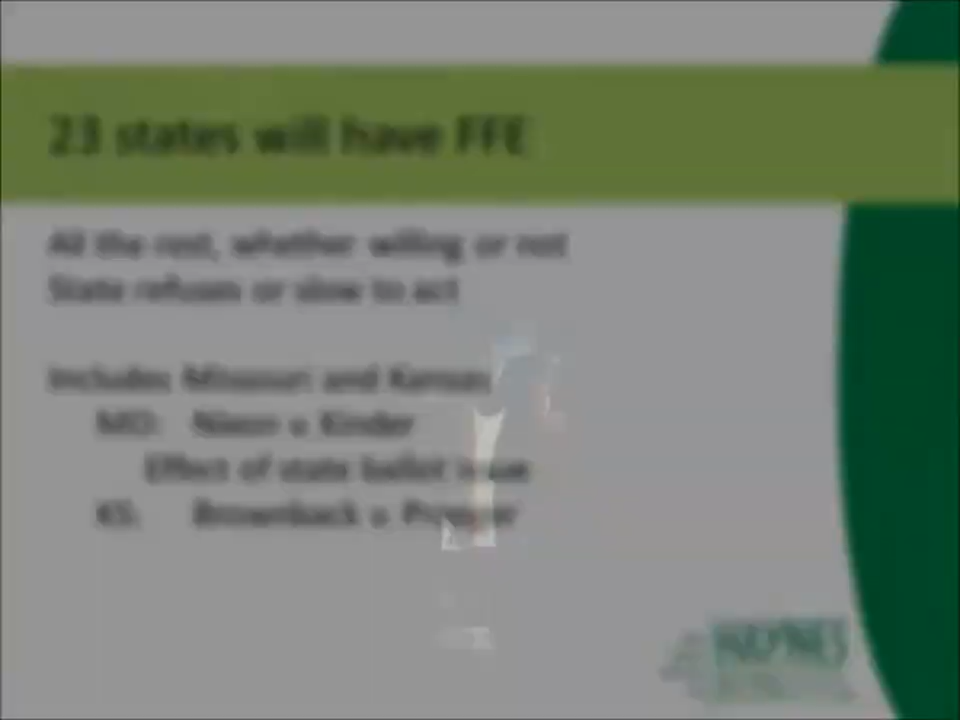 23 states will have FFE
All the rest, whether willing or not
State refuses or slow to act
Includes Missouri and Kansas
MO: Nixon v Kinder
Effect of state ballot issue
KS: Brownback v
HAYNES